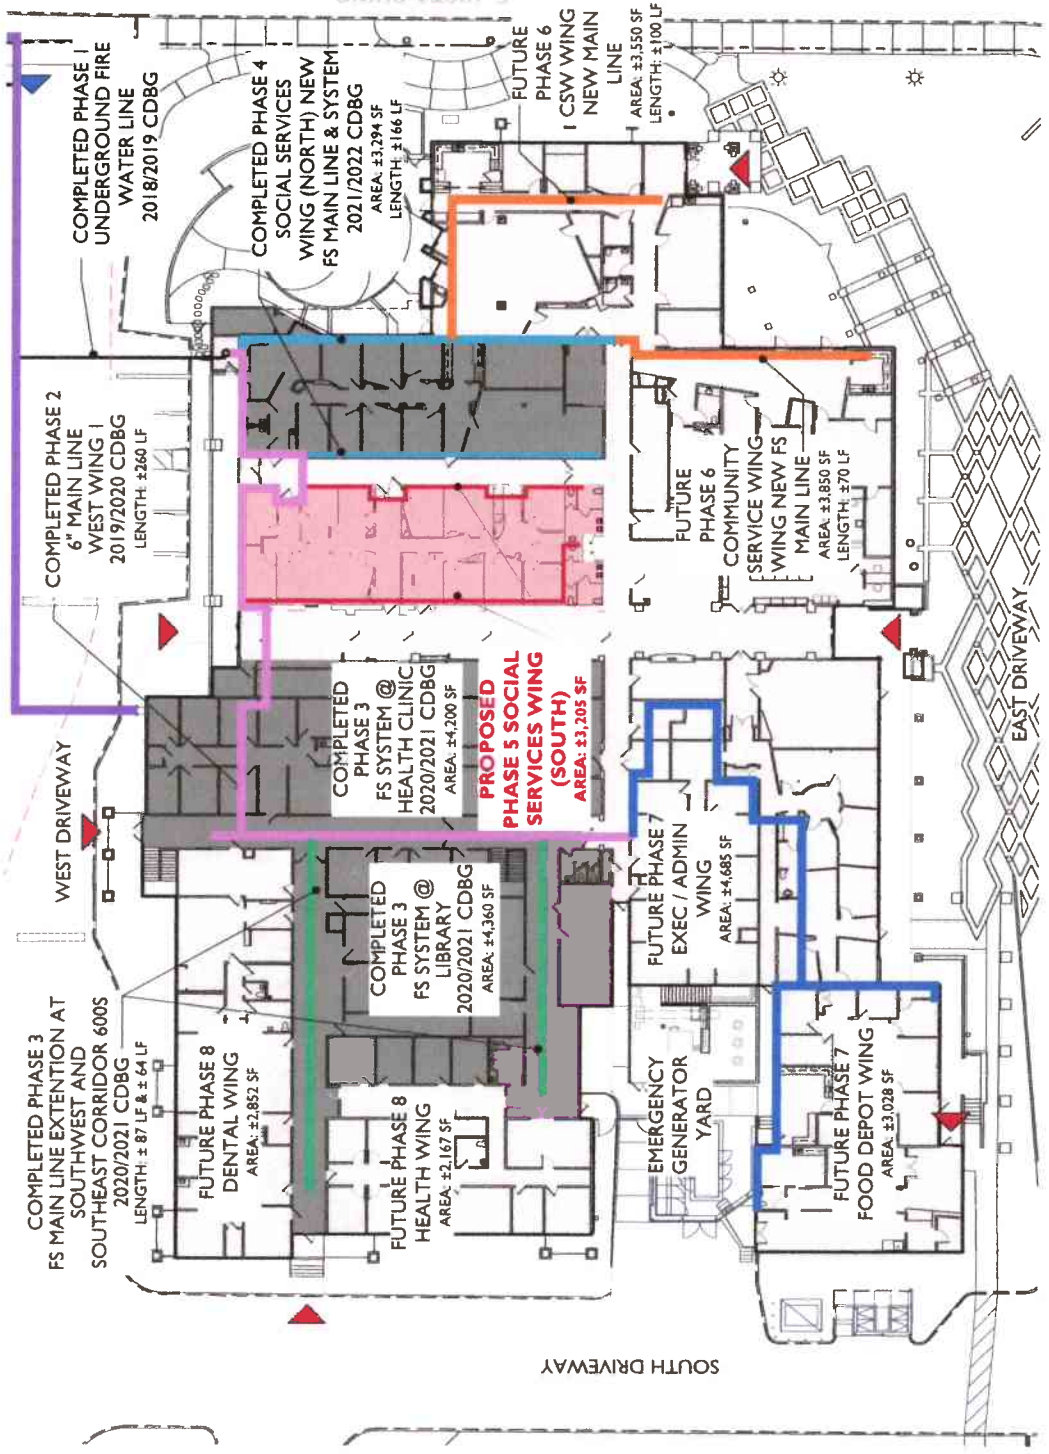 COMPLETED PHASE 3
FS MAIN LINE EXTENTION AT
SOUTHWEST AND
SOUTHEAST CORRIDOR 600S
2020/2021 CDBG
LENGTH: ± 87 LF & ± 64 LF
WEST DRIVEWAY
COMPLETED PHASE 2
6" MAIN LINE
WEST WING I
2019/2020 CDBG
LENGTH: ±260 LF
COMPLETED PHASE I
UNDERGROUND FIRE
WATER LINE
2018/2019 CDBG
COMPLETED PHASE 4
SOCIAL SERVICES
WING (NORTH) NEW
FS MAIN LINE & SYSTEM
2021/2022 CDBG
AREA: ±3,294 SF
LENGTH: ±166 LF
FUTURE
PHASE 6
CSW WING
NEW MAIN
LINE
AREA: ±3,550 SF
LENGTH: ±100 LF
FUTURE PHASE 8
DENTAL WING
AREA: ±2,852 SF
COMPLETED
PHASE 3
FS SYSTEM @
LIBRARY
2020/2021 CDBG
AREA: ±4,360 SF
COMPLETED
PHASE 3
FS SYSTEM @
HEALTH CLINIC
2020/2021 CDBG
AREA: ±4,200 SF
PROPOSED
PHASE 5 SOCIAL
SERVICES WING
(SOUTH)
AREA: ±3,205 SF
FUTURE PHASE 8
HEALTH WING
AREA: ±2,167 SF
FUTURE
PHASE 6
COMMUNITY
SERVICE WING
WING NEW FS
MAIN LINE
AREA: ±3,850 SF
LENGTH: ±70 LF
EMERGENCY
GENERATOR
YARD
FUTURE PHASE 7
EXEC / ADMIN
WING
AREA: ±4,685 SF
FUTURE PHASE 7
FOOD DEPOT WING
AREA: ±3,028 SF
SOUTH DRIVEWAY
EAST DRIVEWAY